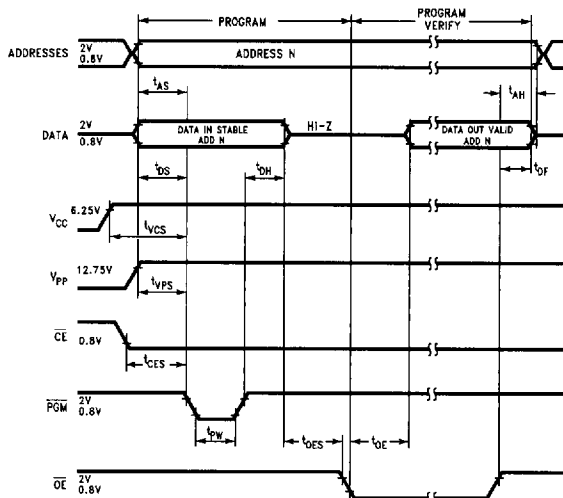 PROGRAM
PROGRAM
VERIFY
ADDRESSES
2V
0.8V
ADDRESS N
tAS
tAH
DATA
2V
0.8V
DATA IN STABLE
ADD N
HI-Z
DATA OUT VALID
ADD N
tDS
tDH
tDF
VCC
6.25V
tVCS
VPP
12.75V
tVPS
CE
0.8V
tCES
PGM
2V
0.8V
tPW
tOES
tOE
OE
2V
0.8V